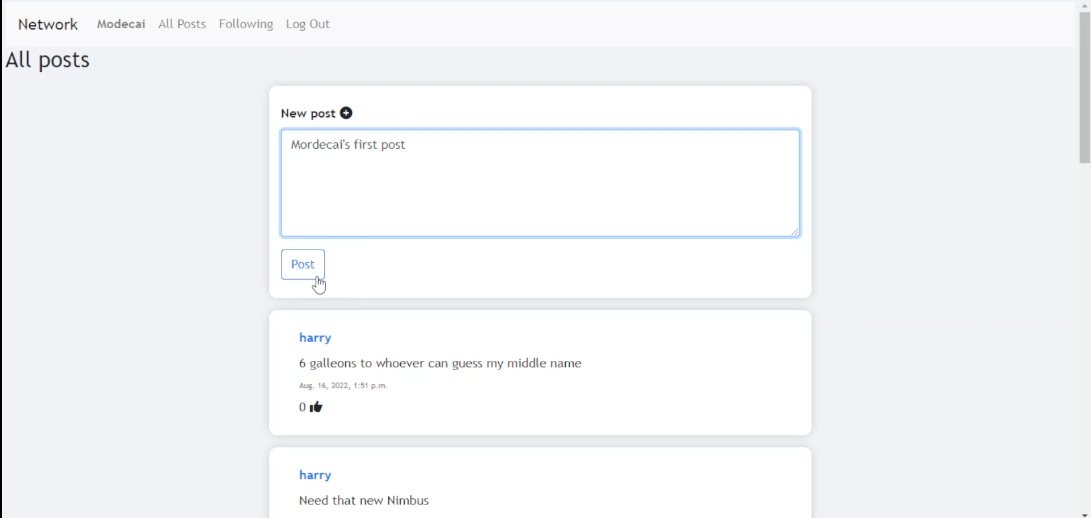 Network Modecai All Posts Following Log Out
All posts
New post
Mordecai's first post
Post
harry
6 galleons to whoever can guess my middle name
Aug. 16, 2022, 1:51 p.m.
0
harry
Need that new Nimbus